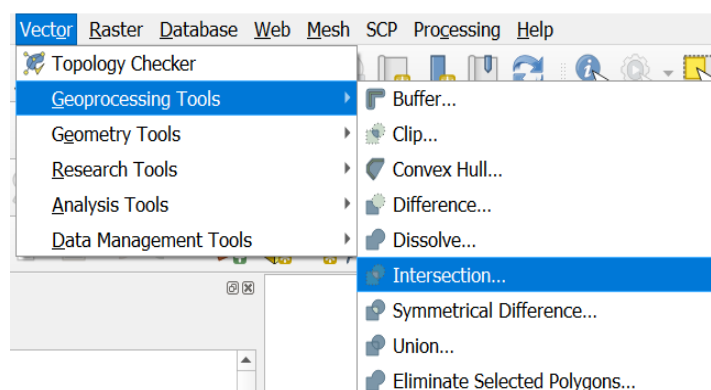 Vector Raster Database Web Mesh SCP Processing Help
Topology Checker
Geoprocessing Tools
Geometry Tools
Research Tools
Analysis Tools
Data Management Tools
Buffer...
Clip...
Convex Hull...
Difference...
Dissolve...
Intersection...
Symmetrical Difference...
Union...
Eliminate Selected Polygons...